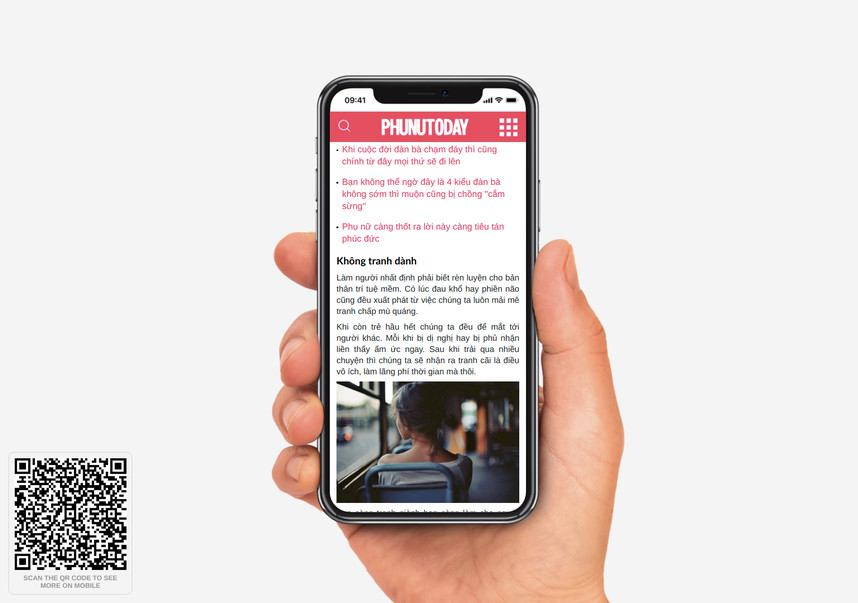 09:41
PHUNUTODAY
Khi cuộc đời đàn bà chạm đáy thì cũng
chính từ đây mọi thứ sẽ đi lên
Bạn không thể ngờ đây là 4 kiểu đàn bà
không sớm thì muộn cũng bị chồng "cắm
sừng"
Phụ nữ càng thốt ra lời này càng tiêu tán
phúc đức
Không tranh dành
Làm người nhất định phải biết rèn luyện cho bản
thân trí tuệ mềm. Có lúc đau khổ hay phiền não
cũng đều xuất phát từ việc chúng ta luôn mải mê
tranh chấp mù quáng.
Khi còn trẻ hầu hết chúng ta đều để mắt tới
người khác. Mỗi khi bị dị nghị hay bị phủ nhận
liền thấy ấm ức ngay. Sau khi trải qua nhiều
chuyện thì chúng ta sẽ nhận ra tranh cãi là điều
vô ích, làm lãng phí thời gian mà thôi.
SCAN THE QR CODE TO SEE
MORE ON MOBILE